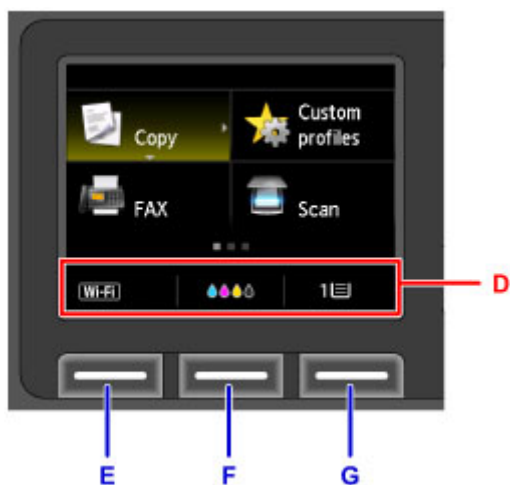 Copy
Custom
profiles
FAX
Scan
Wi-Fi
1
D
E
F
G